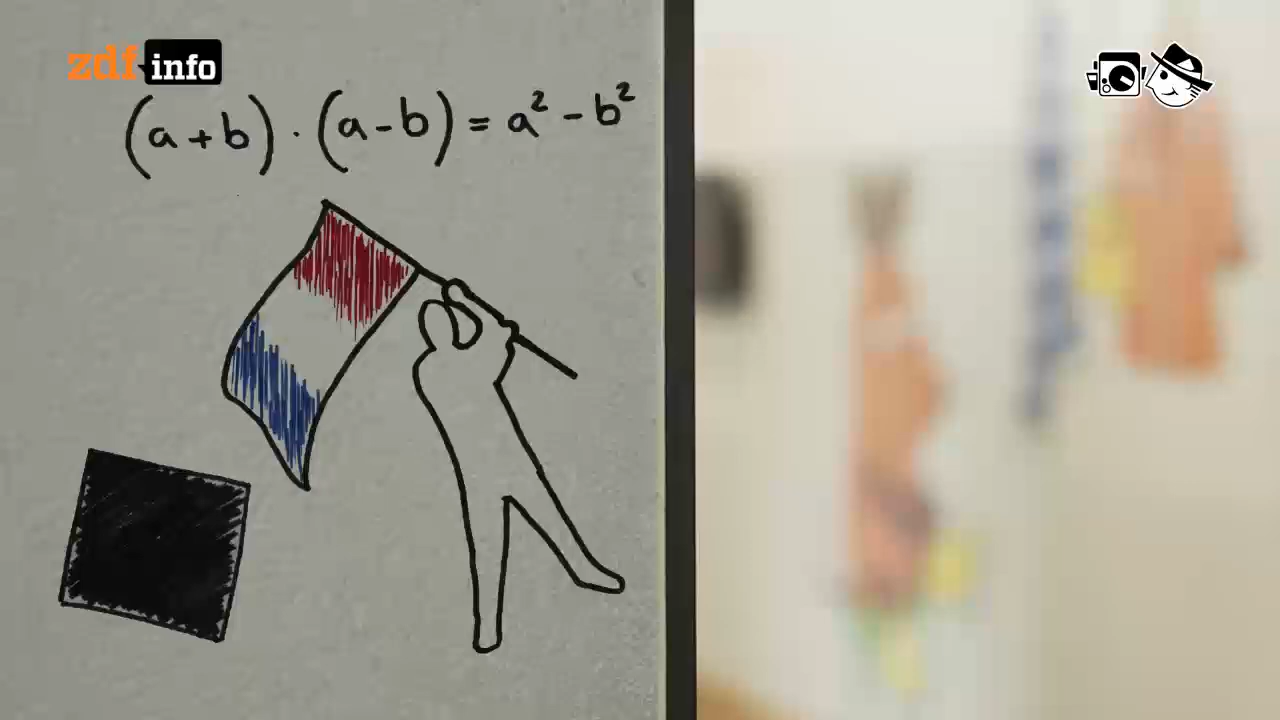 zdf info
(a+b) · (a-b) = a² - b²